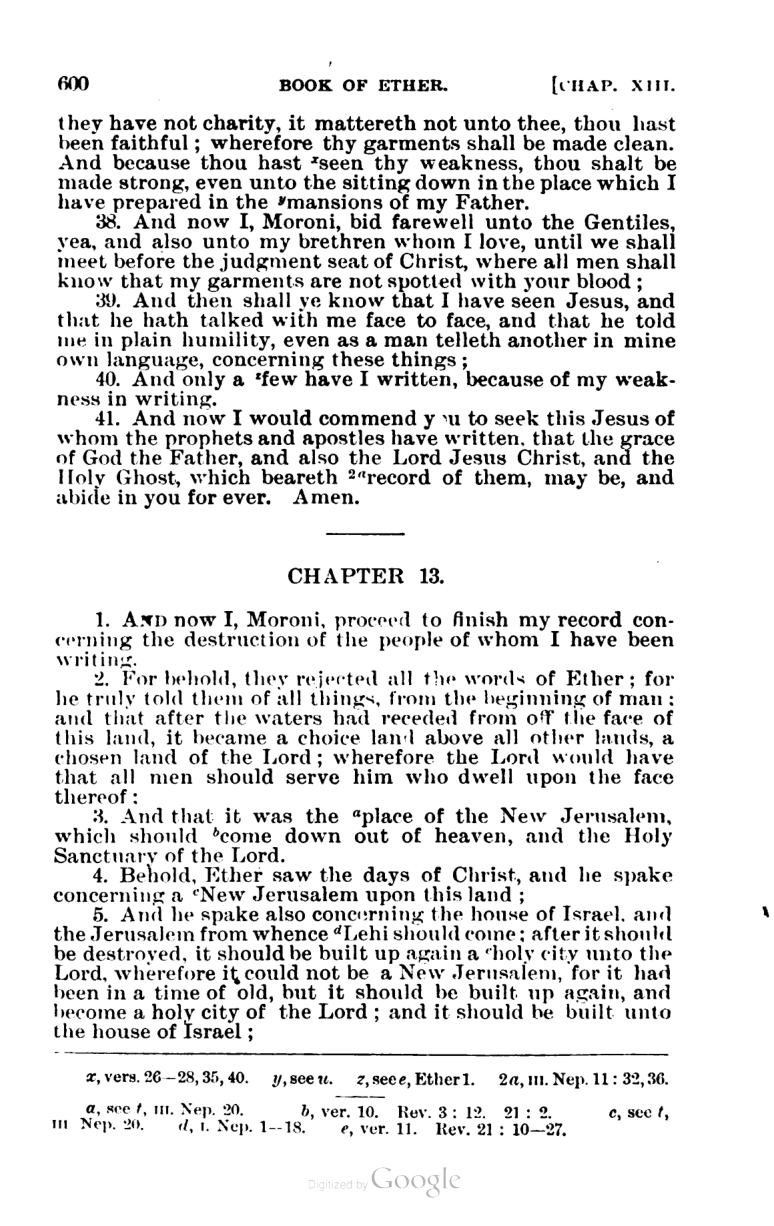 600 BOOK OF ETHER. [CHAP. XIII.
they have not charity, it mattereth not unto thee, thou hast
been faithful ; wherefore thy garments shall be made clean.
And because thou hast ˣseen thy weakness, thou shalt be
made strong, even unto the sitting down in the place which I
have prepared in the ʸmansions of my Father.
38. And now I, Moroni, bid farewell unto the Gentiles,
yea, and also unto my brethren whom I love, until we shall
meet before the judgment seat of Christ, where all men shall
know that my garments are not spotted with your blood ;
39. And then shall ye know that I have seen Jesus, and
that he hath talked with me face to face, and that he told
me in plain humility, even as a man telleth another in mine
own language, concerning these things ;
40. And only a ᶻfew have I written, because of my weak-
ness in writing.
41. And now I would commend y u to seek this Jesus of
whom the prophets and apostles have written, that the grace
of God the Father, and also the Lord Jesus Christ, and the
Holy Ghost, which beareth ²ᵃrecord of them, may be, and
abide in you for ever. Amen.
CHAPTER 13.
1. AND now I, Moroni, proceed to finish my record con-
cerning the destruction of the people of whom I have been
writing.
2. For behold, they rejected all the words of Ether ; for
he truly told them of all things, from the beginning of man ;
and that after the waters had receded from off the face of
this land, it became a choice land above all other lands, a
chosen land of the Lord ; wherefore the Lord would have
that all men should serve him who dwell upon the face
thereof ;
3. And that it was the ᵃplace of the New Jerusalem,
which should ᵇcome down out of heaven, and the Holy
Sanctuary of the Lord.
4. Behold, Ether saw the days of Christ, and he spake
concerning a ᶜNew Jerusalem upon this land ;
5. And he spake also concerning the house of Israel, and
the Jerusalem from whence ᵈLehi should come ; after it should
be destroyed, it should be built up again a ᵉholy city unto the
Lord, wherefore it could not be a New Jerusalem, for it had
been in a time of old, but it should be built up again, and
become a holy city of the Lord ; and it should be built unto
the house of Israel ;
x, vers. 26—28, 35, 40. y, see u. z, see e, Ether 1. 2a, III. Nep. 11 : 32, 36.
a, see t, III. Nep. 20. b, ver. 10. Rev. 3 : 12. 21 : 2. c, see t,
III Nep. 20. d, I. Nep. 1--18. e, ver. 11. Rev. 21 : 10—27.
Digitized by Google